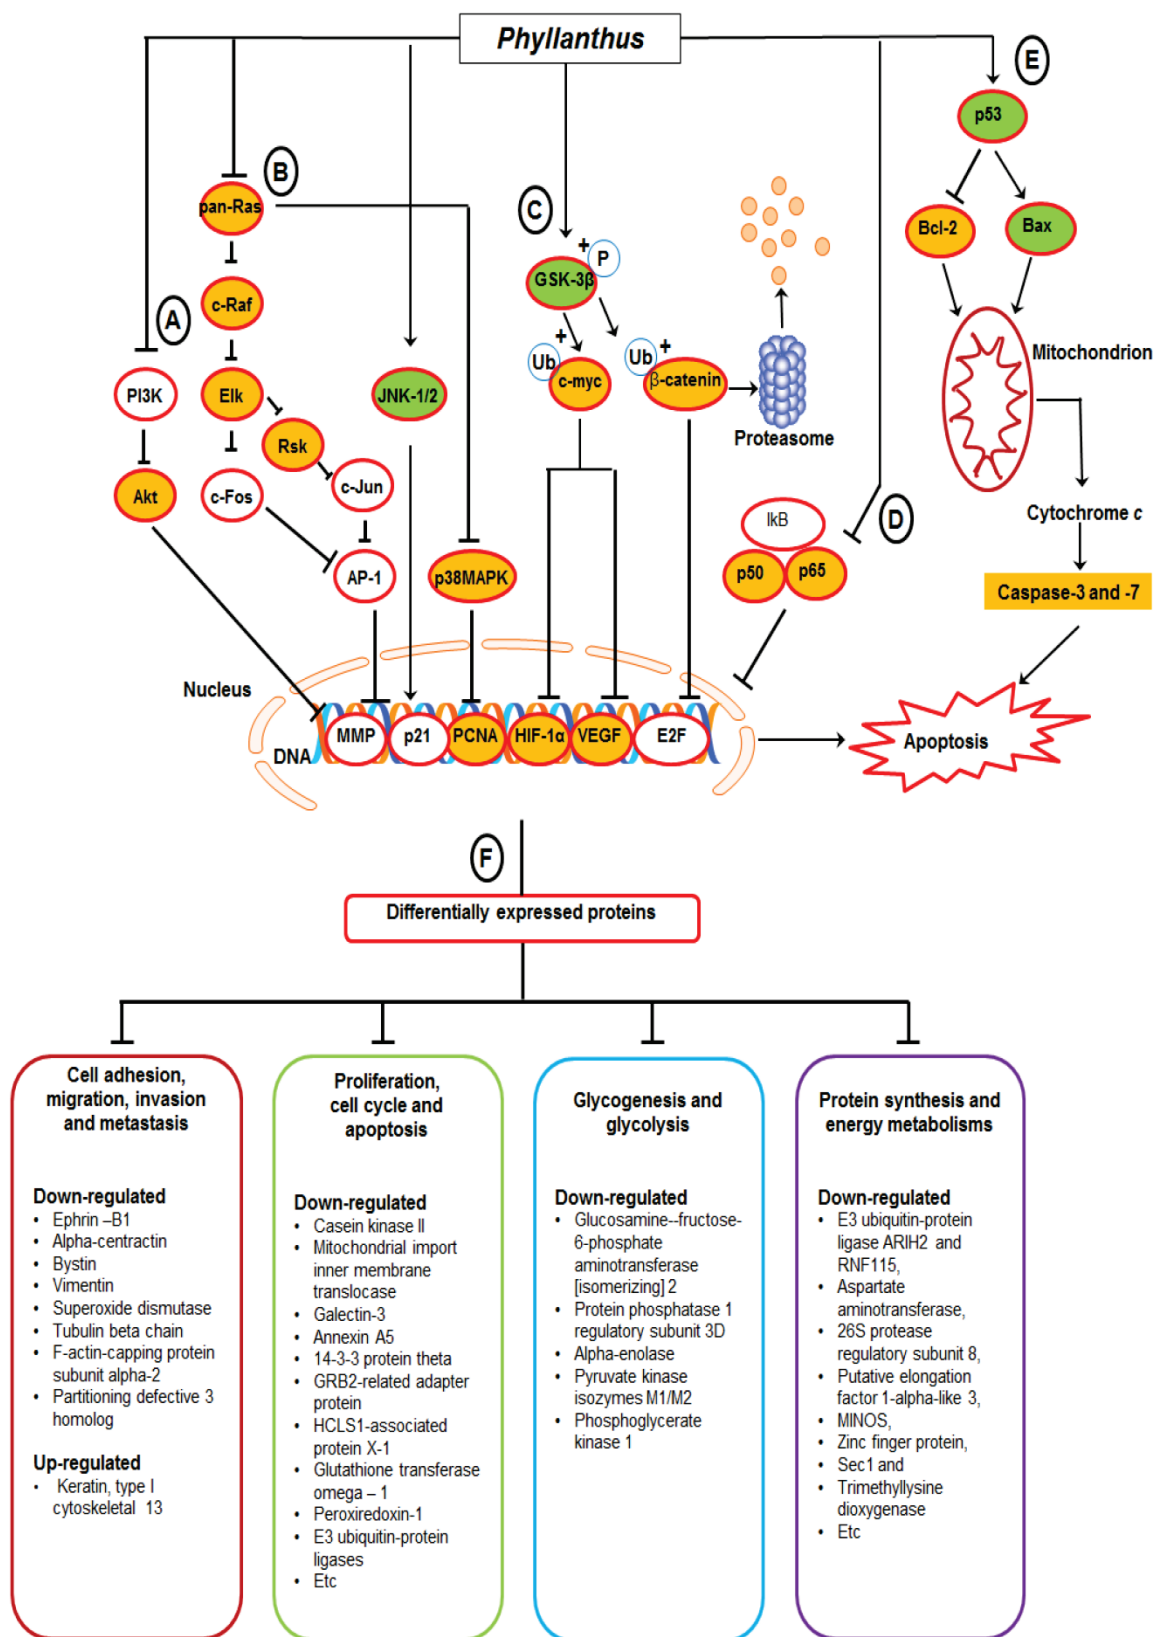 Phyllanthus
E
p53
B
pan-Ras
C
Bcl-2
Bax
+
P
GSK-3β
c-Raf
A
+
Ub
c-myc
Ub
+
β-catenin
Mitochondrion
PI3K
Elk
JNK-1/2
Rsk
Proteasome
Akt
c-Fos
c-Jun
IkB
D
Cytochrome c
AP-1
p38MAPK
p50
p65
Caspase-3 and -7
Nucleus
MMP
p21
PCNA
HIF-1α
VEGF
E2F
DNA
Apoptosis
F
Differentially expressed proteins
Cell adhesion,
migration, invasion
and metastasis
Down-regulated
• Ephrin –B1
• Alpha-centractin
• Bystin
• Vimentin
• Superoxide dismutase
• Tubulin beta chain
• F-actin-capping protein
subunit alpha-2
• Partitioning defective 3
homolog
Up-regulated
• Keratin, type I
cytoskeletal 13
Proliferation,
cell cycle and
apoptosis
Down-regulated
• Casein kinase II
• Mitochondrial import
inner membrane
translocase
• Galectin-3
• Annexin A5
• 14-3-3 protein theta
• GRB2-related adapter
protein
• HCLS1-associated
protein X-1
• Glutathione transferase
omega – 1
• Peroxiredoxin-1
• E3 ubiquitin-protein
ligases
• Etc
Glycogenesis and
glycolysis
Down-regulated
• Glucosamine--fructose-
6-phosphate
aminotransferase
[isomerizing] 2
• Protein phosphatase 1
regulatory subunit 3D
• Alpha-enolase
• Pyruvate kinase
isozymes M1/M2
• Phosphoglycerate
kinase 1
Protein synthesis and
energy metabolisms
Down-regulated
• E3 ubiquitin-protein
ligase ARIH2 and
RNF115,
• Aspartate
aminotransferase,
• 26S protease
regulatory subunit 8,
• Putative elongation
factor 1-alpha-like 3,
• MINOS,
• Zinc finger protein,
• Sec1 and
• Trimethyllysine
dioxygenase
• Etc